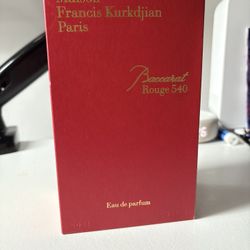 Maison
Francis Kurkdjian
Paris
Baccarat
Rouge 540
Eau de parfum